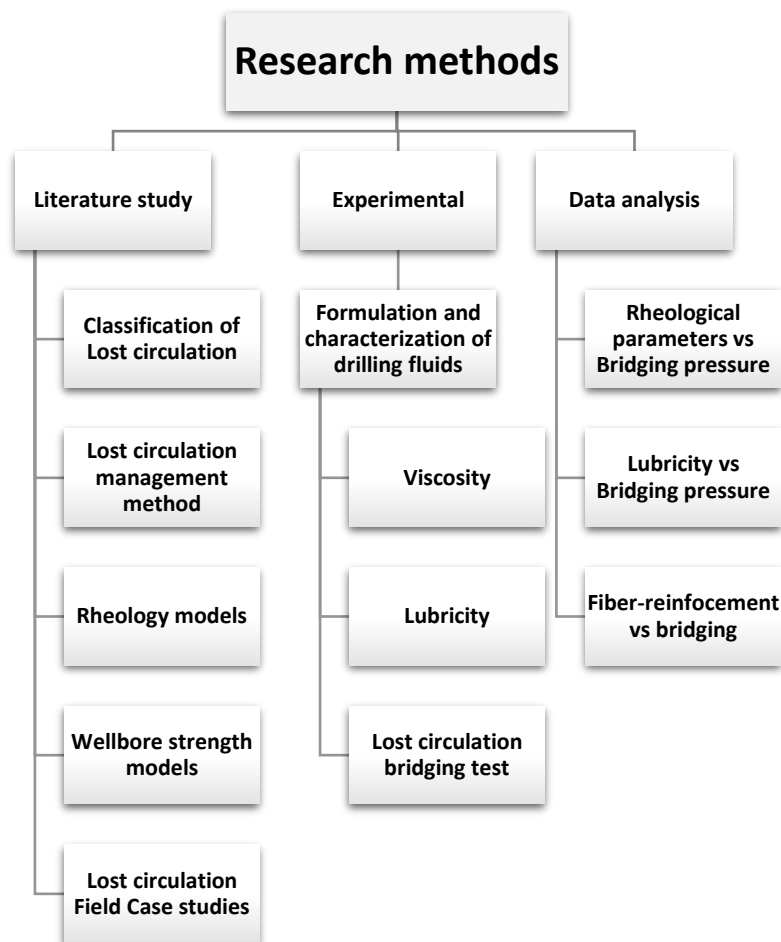 Research methods
Literature study
Classification of
Lost circulation
Lost circulation
management
method
Rheology models
Wellbore strength
models
Lost circulation
Field Case studies
Experimental
Formulation and
characterization of
drilling fluids
Viscosity
Lubricity
Lost circulation
bridging test
Data analysis
Rheological
parameters vs
Bridging pressure
Lubricity vs
Bridging pressure
Fiber-reinfocement
vs bridging